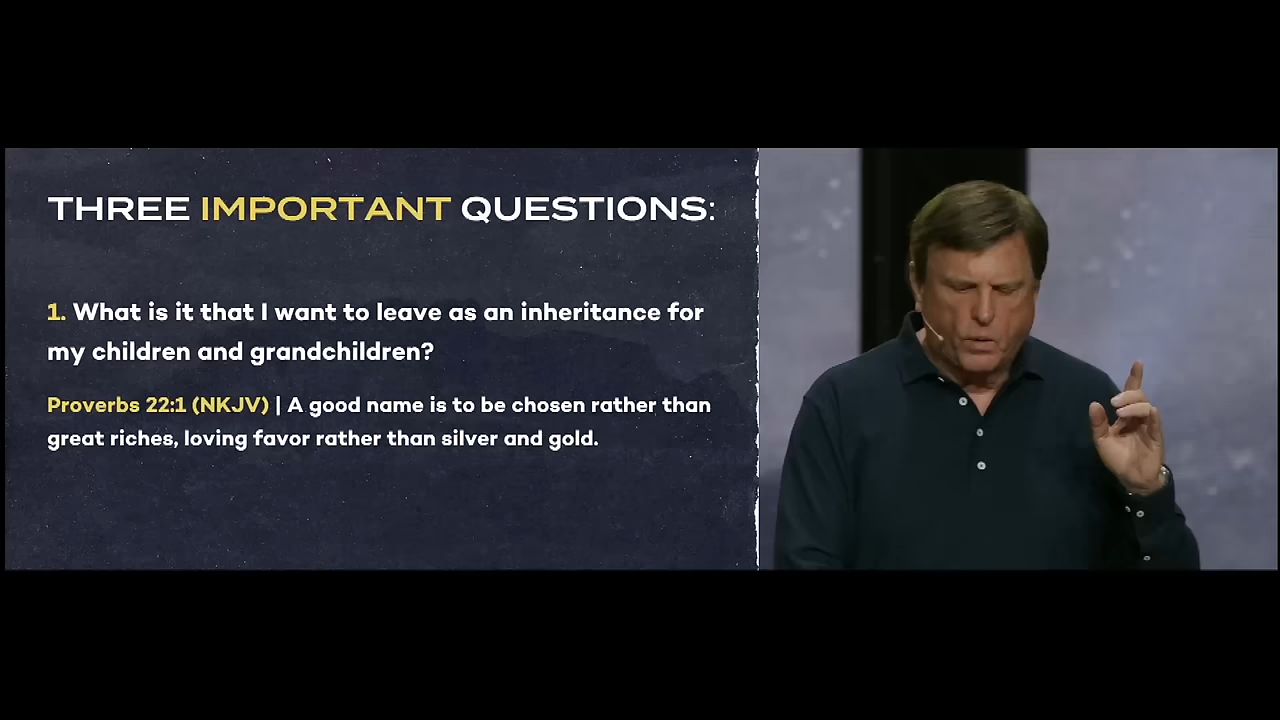 THREE IMPORTANT QUESTIONS:
1. What is it that I want to leave as an inheritance for
my children and grandchildren?
Proverbs 22:1 (NKJV) | A good name is to be chosen rather than
great riches, loving favor rather than silver and gold.